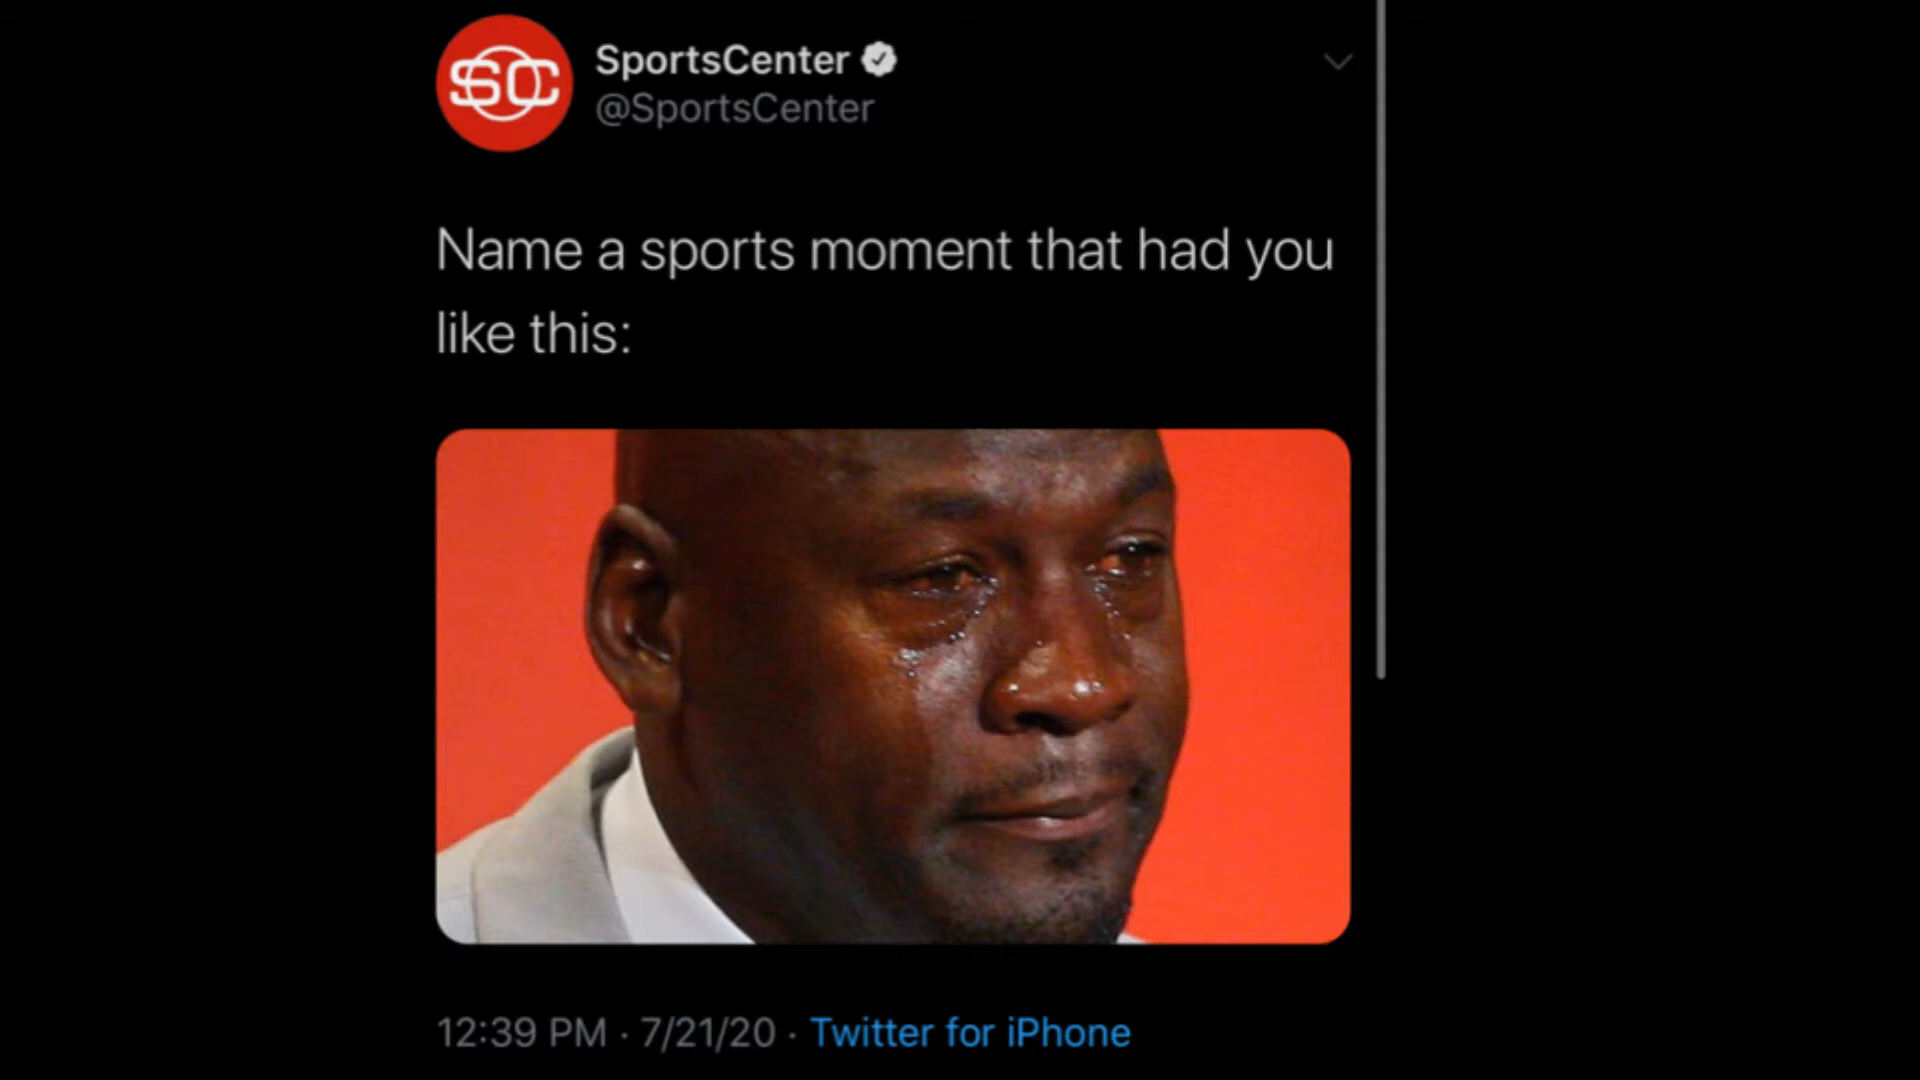 SC
SportsCenter
@SportsCenter
Name a sports moment that had you
like this:
12:39 PM · 7/21/20 · Twitter for iPhone